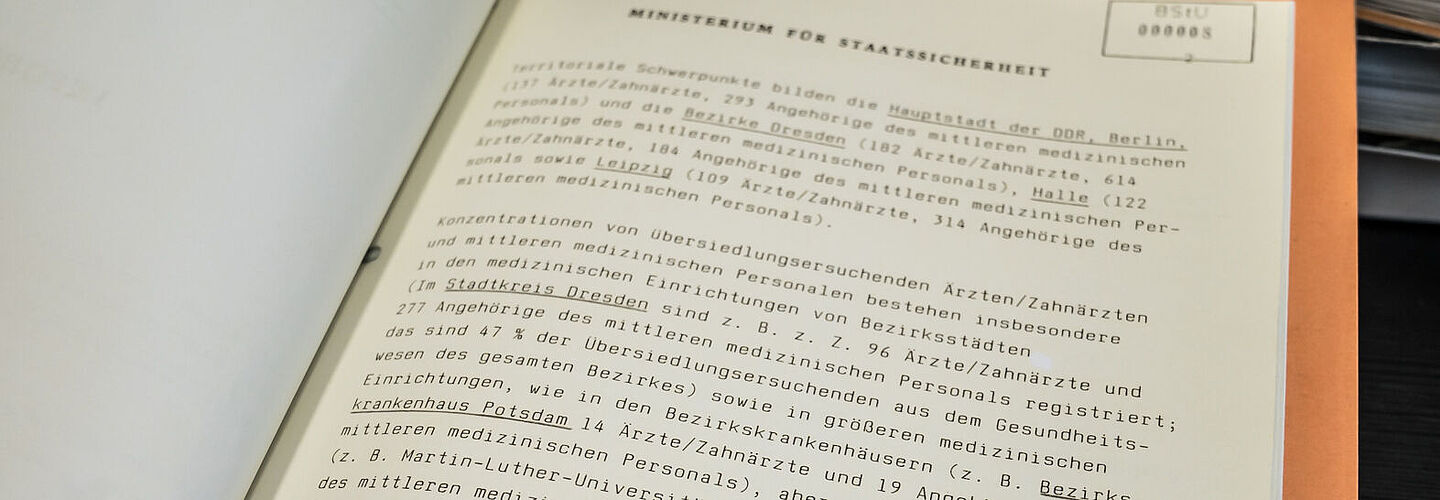 BStU
000008
2
MINISTERIUM FÜR STAATSSICHERHEIT
Territoriale Schwerpunkte bilden die Hauptstadt der DDR, Berlin,
(137 Ärzte/Zahnärzte, 293 Angehörige des mittleren medizinischen
Personals) und die Bezirke Dresden (182 Ärzte/Zahnärzte, 614
Angehörige des mittleren medizinischen Personals), Halle (122
Ärzte/Zahnärzte, 184 Angehörige des mittleren medizinischen Per-
sonals sowie Leipzig (109 Ärzte/Zahnärzte, 314 Angehörige des
mittleren medizinischen Personals).
Konzentrationen von übersiedlungsersuchenden Ärzten/Zahnärzten
und mittleren medizinischen Personalen bestehen insbesondere
in den medizinischen Einrichtungen von Bezirksstädten
(Im Stadtkreis Dresden sind z. B. z. Z. 96 Ärzte/Zahnärzte und
277 Angehörige des mittleren medizinischen Personals registriert;
das sind 47 % der Übersiedlungsersuchenden aus dem Gesundheits-
wesen des gesamten Bezirkes) sowie in größeren medizinischen
Einrichtungen, wie in den Bezirkskrankenhäusern (z. B. Bezirks-
krankenhaus Potsdam 14 Ärzte/Zahnärzte und 19
mittleren medizinischen Personals),
(z. B. Martin-Luther-
des mittleren